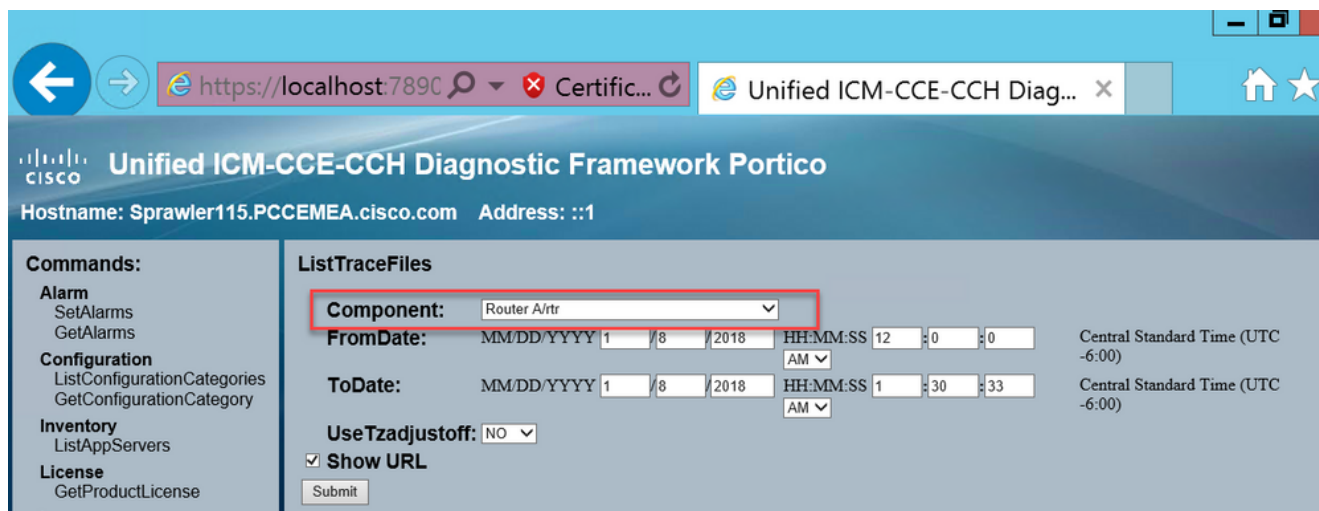 https://localhost:7890 Certific... Unified ICM-CCE-CCH Diag...
CISCO Unified ICM-CCE-CCH Diagnostic Framework Portico
Hostname: Sprawler115.PCCEMEA.cisco.com Address: ::1
Commands:
Alarm
SetAlarms
GetAlarms
Configuration
ListConfigurationCategories
GetConfigurationCategory
Inventory
ListAppServers
License
GetProductLicense
ListTraceFiles
Component: Router A/rtr
FromDate: MM/DD/YYYY 1 /8 /2018 HH:MM:SS 12 :0 :0 Central Standard Time (UTC
AM -6:00)
ToDate: MM/DD/YYYY 1 /8 /2018 HH:MM:SS 1 :30 :33 Central Standard Time (UTC
AM -6:00)
UseTzadjustoff: NO
Show URL
Submit